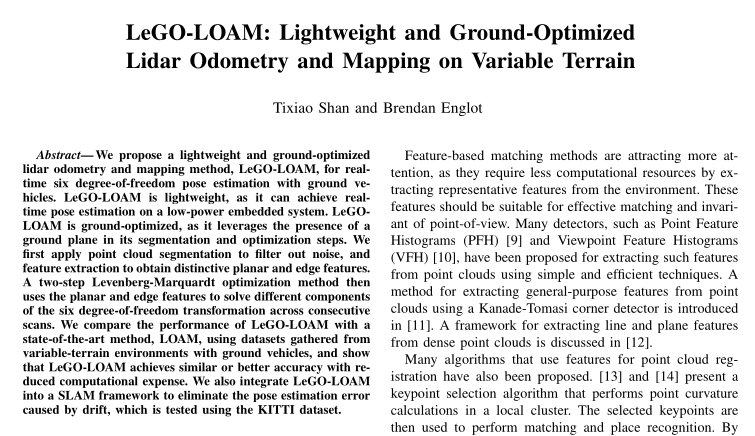 LeGO-LOAM: Lightweight and Ground-Optimized
Lidar Odometry and Mapping on Variable Terrain
Tixiao Shan and Brendan Englot
Abstract— We propose a lightweight and ground-optimized
lidar odometry and mapping method, LeGO-LOAM, for real-
time six degree-of-freedom pose estimation with ground ve-
hicles. LeGO-LOAM is lightweight, as it can achieve real-
time pose estimation on a low-power embedded system. LeGO-
LOAM is ground-optimized, as it leverages the presence of a
ground plane in its segmentation and optimization steps. We
first apply point cloud segmentation to filter out noise, and
feature extraction to obtain distinctive planar and edge features.
A two-step Levenberg-Marquardt optimization method then
uses the planar and edge features to solve different components
of the six degree-of-freedom transformation across consecutive
scans. We compare the performance of LeGO-LOAM with a
state-of-the-art method, LOAM, using datasets gathered from
variable-terrain environments with ground vehicles, and show
that LeGO-LOAM achieves similar or better accuracy with re-
duced computational expense. We also integrate LeGO-LOAM
into a SLAM framework to eliminate the pose estimation error
caused by drift, which is tested using the KITTI dataset.
Feature-based matching methods are attracting more at-
tention, as they require less computational resources by ex-
tracting representative features from the environment. These
features should be suitable for effective matching and invari-
ant of point-of-view. Many detectors, such as Point Feature
Histograms (PFH) [9] and Viewpoint Feature Histograms
(VFH) [10], have been proposed for extracting such features
from point clouds using simple and efficient techniques. A
method for extracting general-purpose features from point
clouds using a Kanade-Tomasi corner detector is introduced
in [11]. A framework for extracting line and plane features
from dense point clouds is discussed in [12].
Many algorithms that use features for point cloud reg-
istration have also been proposed. [13] and [14] present a
keypoint selection algorithm that performs point curvature
calculations in a local cluster. The selected keypoints are
then used to perform matching and place recognition. By